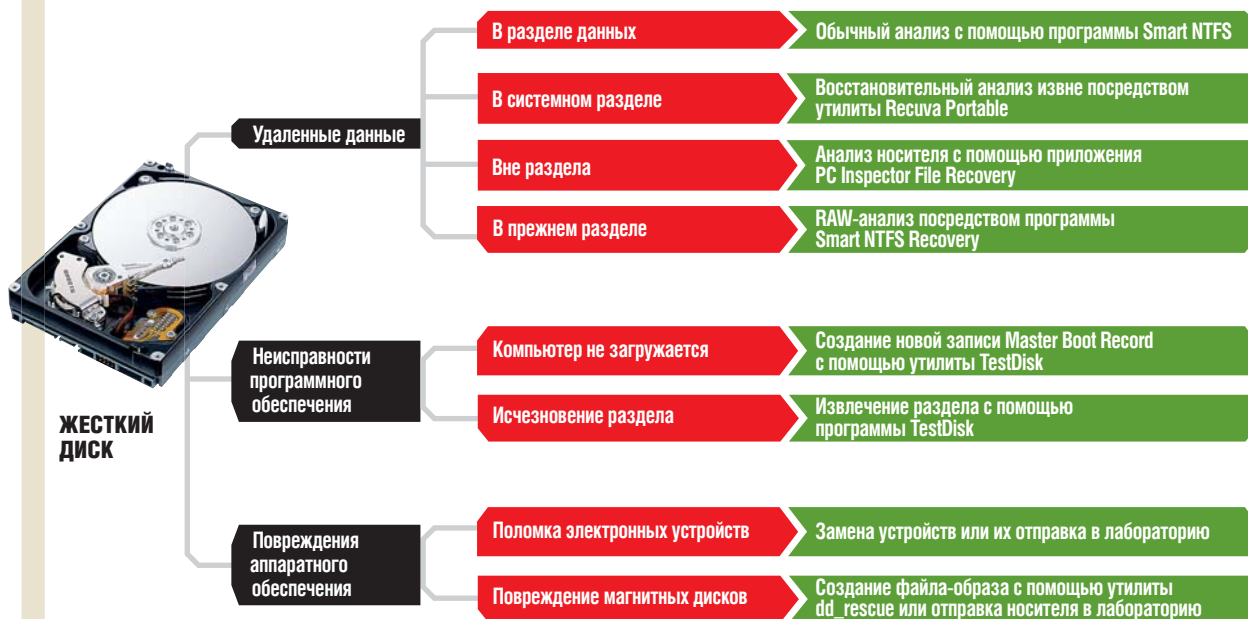 В разделе данных
Обычный анализ с помощью программы Smart NTFS
В системном разделе
Восстановительный анализ извне посредством
утилиты Recuva Portable
Удаленные данные
Вне раздела
Анализ носителя с помощью приложения
PC Inspector File Recovery
В прежнем разделе
RAW-анализ посредством программы
Smart NTFS Recovery
ЖЕСТКИЙ
ДИСК
Неисправности
программного
обеспечения
Компьютер не загружается
Создание новой записи Master Boot Record
с помощью утилиты TestDisk
Исчезновение раздела
Извлечение раздела с помощью
программы TestDisk
Повреждения
аппаратного
обеспечения
Поломка электронных устройств
Замена устройств или их отправка в лабораторию
Повреждение магнитных дисков
Создание файла-образа с помощью утилиты
dd_rescue или отправка носителя в лабораторию